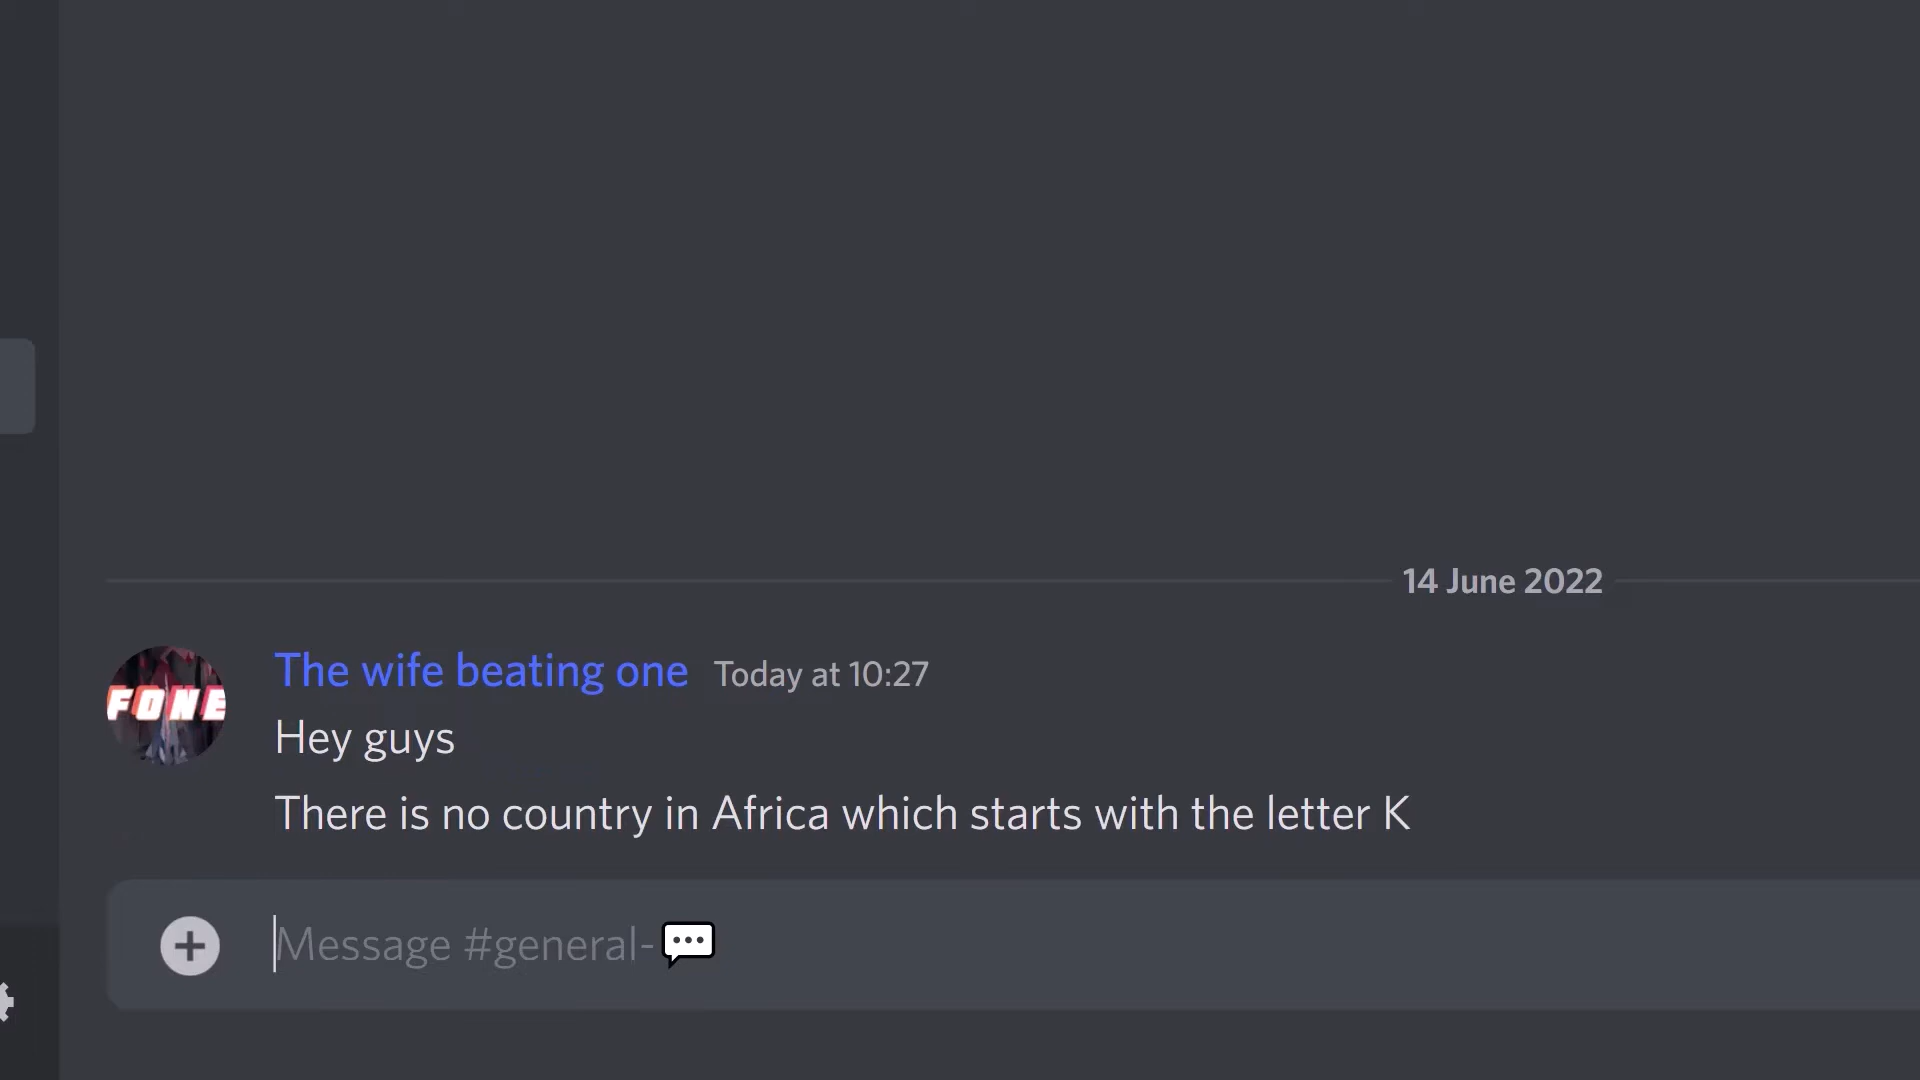 14 June 2022
FONE
The wife beating one Today at 10:27
Hey guys
There is no country in Africa which starts with the letter K
Message #general-💬